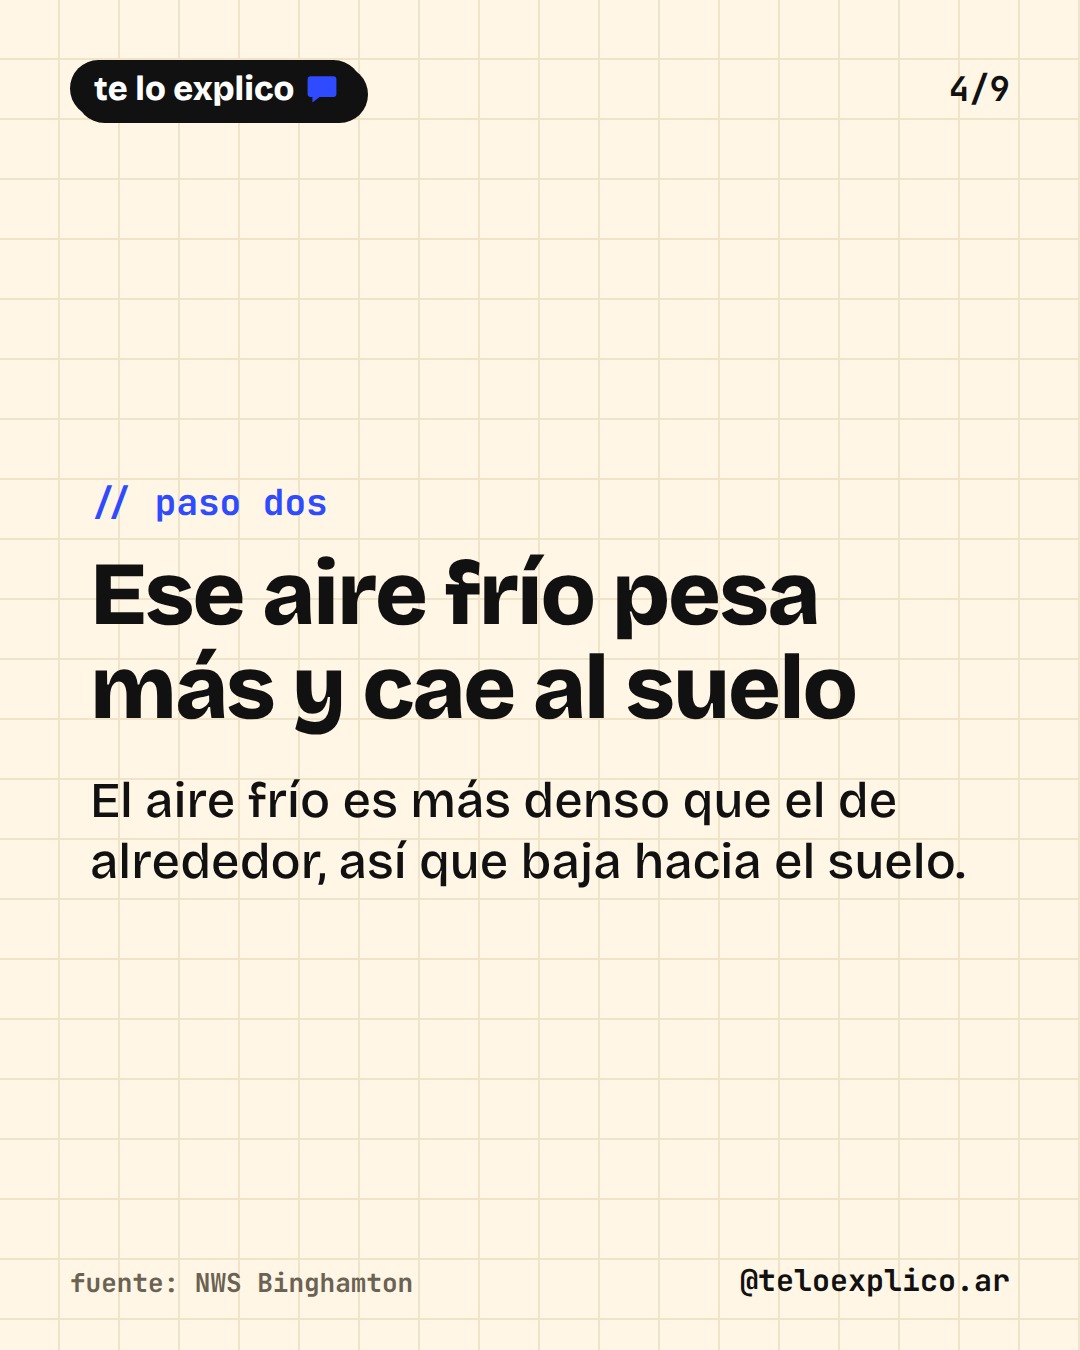 te lo explico
4/9
// paso dos
Ese aire frío pesa
más y cae al suelo
El aire frío es más denso que el de
alrededor, así que baja hacia el suelo.
fuente: NWS Binghamton
@teloexplico.ar